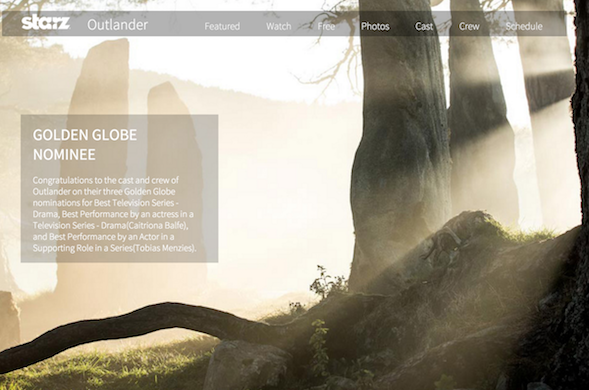 starz Outlander Featured Watch Free Photos Cast Crew Schedule
GOLDEN GLOBE
NOMINEE
Congratulations to the cast and crew of
Outlander on their three Golden Globe
nominations for Best Television Series -
Drama, Best Performance by an actress in a
Television Series - Drama(Caitriona Balfe),
and Best Performance by an Actor in a
Supporting Role in a Series(Tobias Menzies).